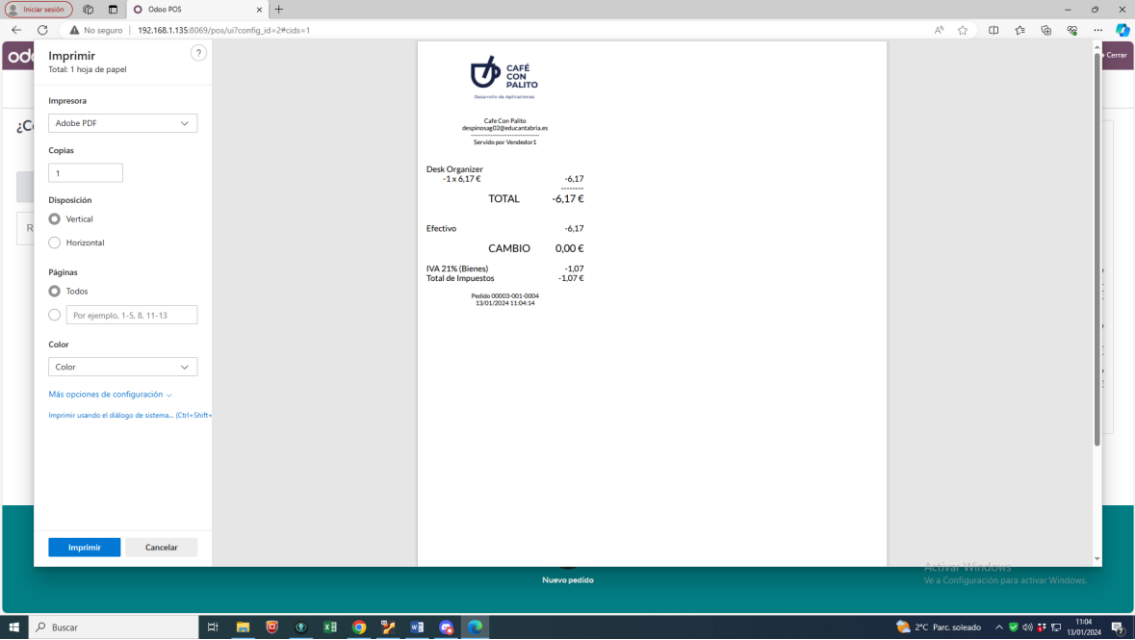 Iniciar sesión
Odoo POS
No seguro
192.168.1.135:8069/pos/ui?config_id=2#cids=1
Cerrar
Imprimir
?
Total: 1 hoja de papel
Impresora
Adobe PDF
Copias
1
Disposición
Vertical
Horizontal
Páginas
Todos
Por ejemplo, 1-5, 8, 11-13
Color
Color
Más opciones de configuración
Imprimir usando el diálogo de sistema... (Ctrl+Shift+
Imprimir
Cancelar
CAFÉ
CON
PALITO
Desarrollo de Aplicaciones
Cafe Con Palito
despinosag02@educantabria.es
Servido por Vendedor1
Desk Organizer
-1 x 6,17 € -6,17
--------
TOTAL -6,17 €
Efectivo -6,17
CAMBIO 0,00 €
IVA 21% (Bienes) -1,07
Total de Impuestos -1,07 €
Pedido 00003-001-0004
13/01/2024 11:04:14
Nuevo pedido
Activar Windows
Ve a Configuración para activar Windows.
Buscar
2°C Parc. soleado
11:04
13/01/2024